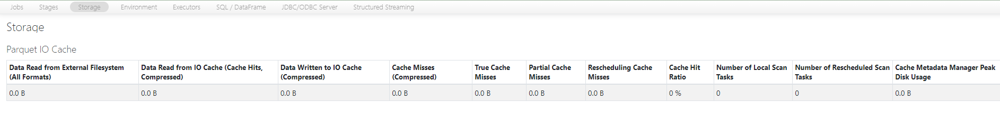 Jobs Stages Storage Environment Executors SQL / DataFrame JDBC/ODBC Server Structured Streaming
Storage
Parquet IO Cache
Data Read from External Filesystem (All Formats)
Data Read from IO Cache (Cache Hits, Compressed)
Data Written to IO Cache (Compressed)
Cache Misses (Compressed)
True Cache Misses
Partial Cache Misses
Rescheduling Cache Misses
Cache Hit Ratio
Number of Local Scan Tasks
Number of Rescheduled Scan Tasks
Cache Metadata Manager Peak Disk Usage
0.0 B 0.0 B 0.0 B 0.0 B 0.0 B 0.0 B 0.0 B 0 % 0 0 0.0 B